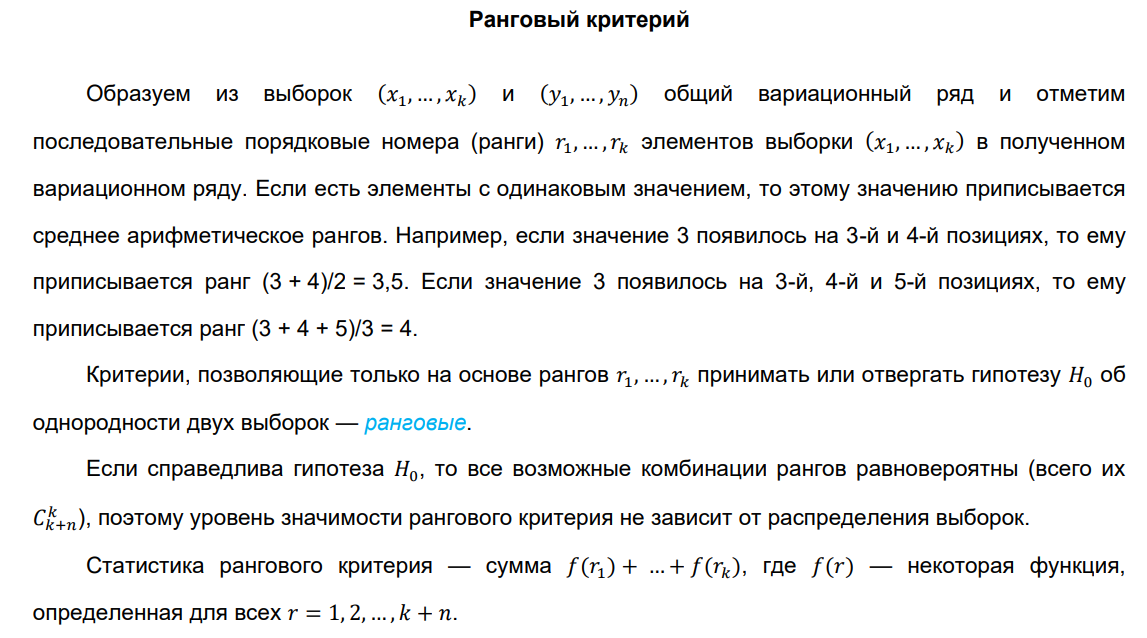 Ранговый критерий
Образуем из выборок (𝑥₁, … , 𝑥ₖ) и (𝑦₁, … , 𝑦ₙ) общий вариационный ряд и отметим
последовательные порядковые номера (ранги) 𝑟₁, … , 𝑟ₖ элементов выборки (𝑥₁, … , 𝑥ₖ) в полученном
вариационном ряду. Если есть элементы с одинаковым значением, то этому значению приписывается
среднее арифметическое рангов. Например, если значение 3 появилось на 3-й и 4-й позициях, то ему
приписывается ранг (3 + 4)/2 = 3,5. Если значение 3 появилось на 3-й, 4-й и 5-й позициях, то ему
приписывается ранг (3 + 4 + 5)/3 = 4.
Критерии, позволяющие только на основе рангов 𝑟₁, … , 𝑟ₖ принимать или отвергать гипотезу 𝐻₀ об
однородности двух выборок — ранговые.
Если справедлива гипотеза 𝐻₀, то все возможные комбинации рангов равновероятны (всего их
𝐶ᵏₖ₊ₙ), поэтому уровень значимости рангового критерия не зависит от распределения выборок.
Статистика рангового критерия — сумма 𝑓(𝑟₁) + … + 𝑓(𝑟ₖ), где 𝑓(𝑟) — некоторая функция,
определенная для всех 𝑟 = 1, 2, … , 𝑘 + 𝑛.